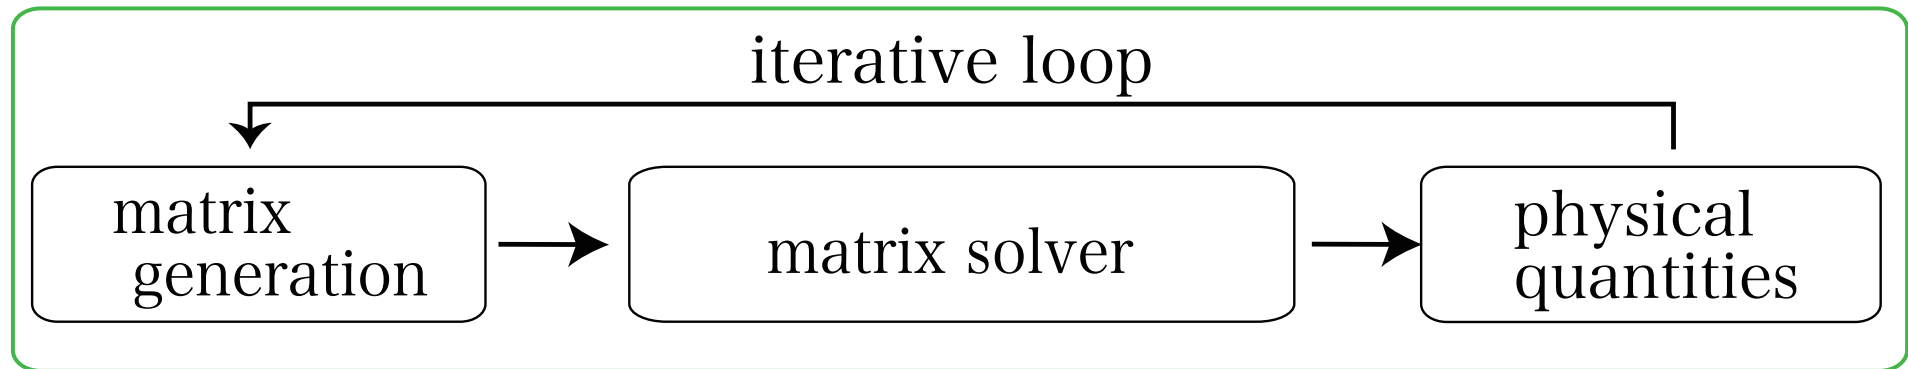 iterative loop
matrix
generation
matrix solver
physical
quantities